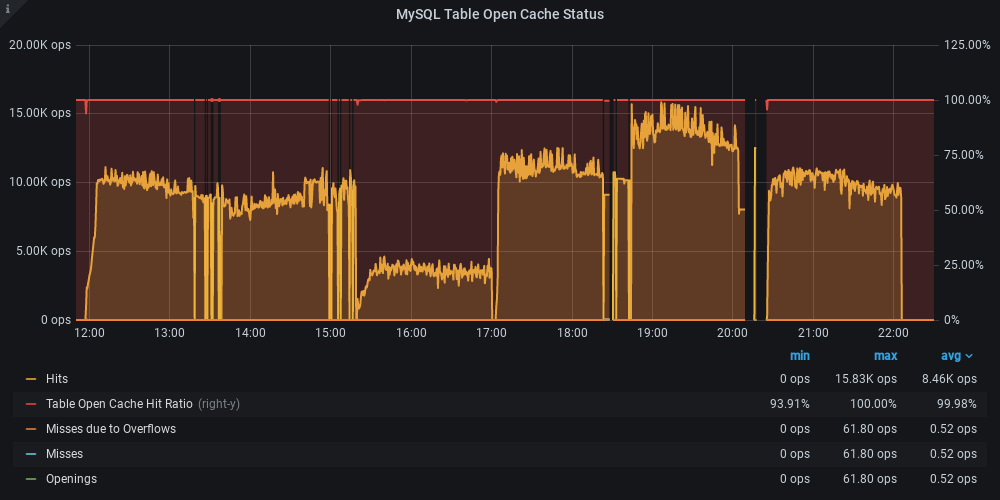 i
MySQL Table Open Cache Status
20.00K ops 125.00%
15.00K ops 100.00%
10.00K ops 75.00%
5.00K ops 50.00%
0 ops 25.00%
0%
12:00 13:00 14:00 15:00 16:00 17:00 18:00 19:00 20:00 21:00 22:00
min max avg
Hits 0 ops 15.83K ops 8.46K ops
Table Open Cache Hit Ratio (right-y) 93.91% 100.00% 99.98%
Misses due to Overflows 0 ops 61.80 ops 0.52 ops
Misses 0 ops 61.80 ops 0.52 ops
Openings 0 ops 61.80 ops 0.52 ops